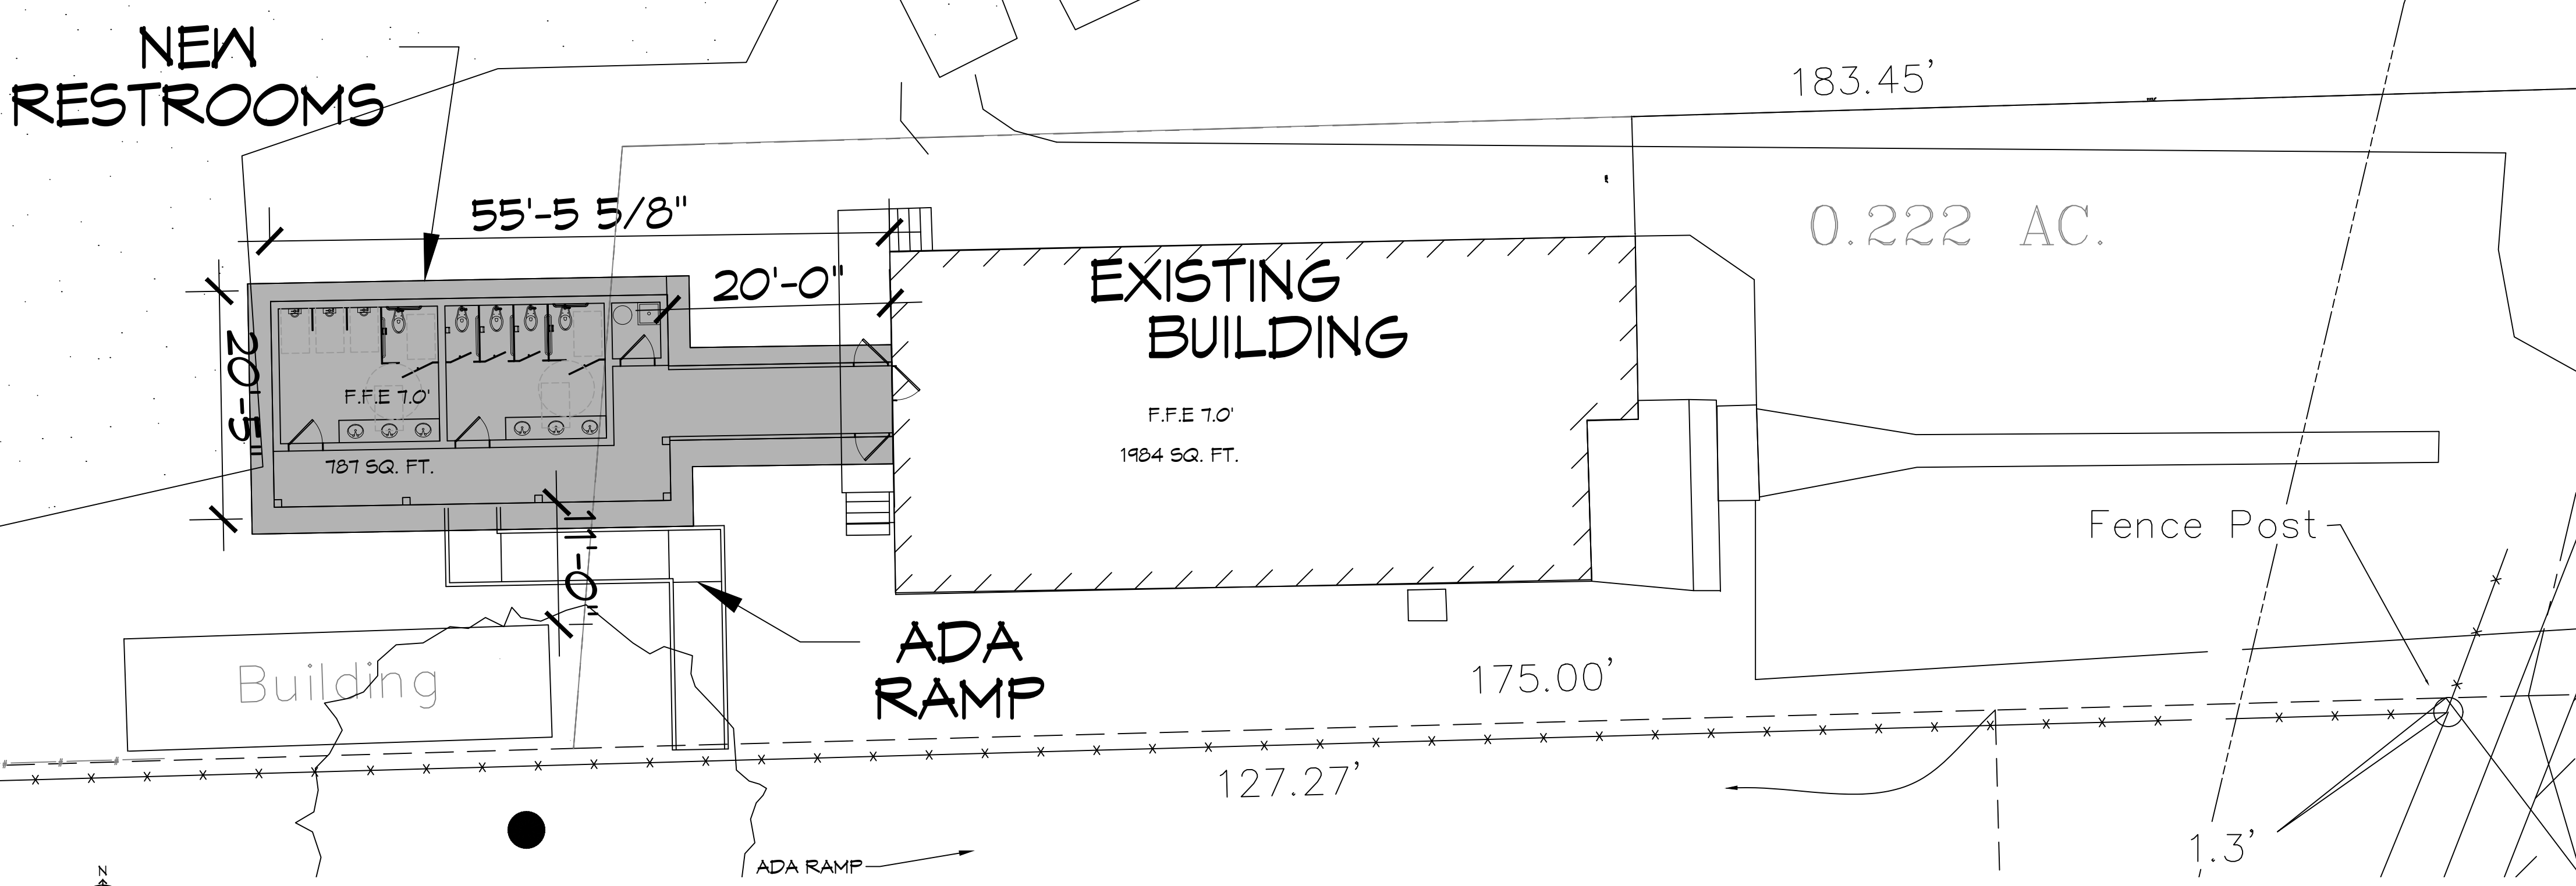 NEW
RESTROOMS
183.45'
55'-5 5/8"
0.222 AC.
20'-0"
EXISTING
BUILDING
20'-5"
F.F.E 7.0'
F.F.E 7.0'
787 SQ. FT.
1984 SQ. FT.
11'-0"
Fence Post
ADA
RAMP
Building
175.00'
127.27'
1.3'
ADA RAMP
N